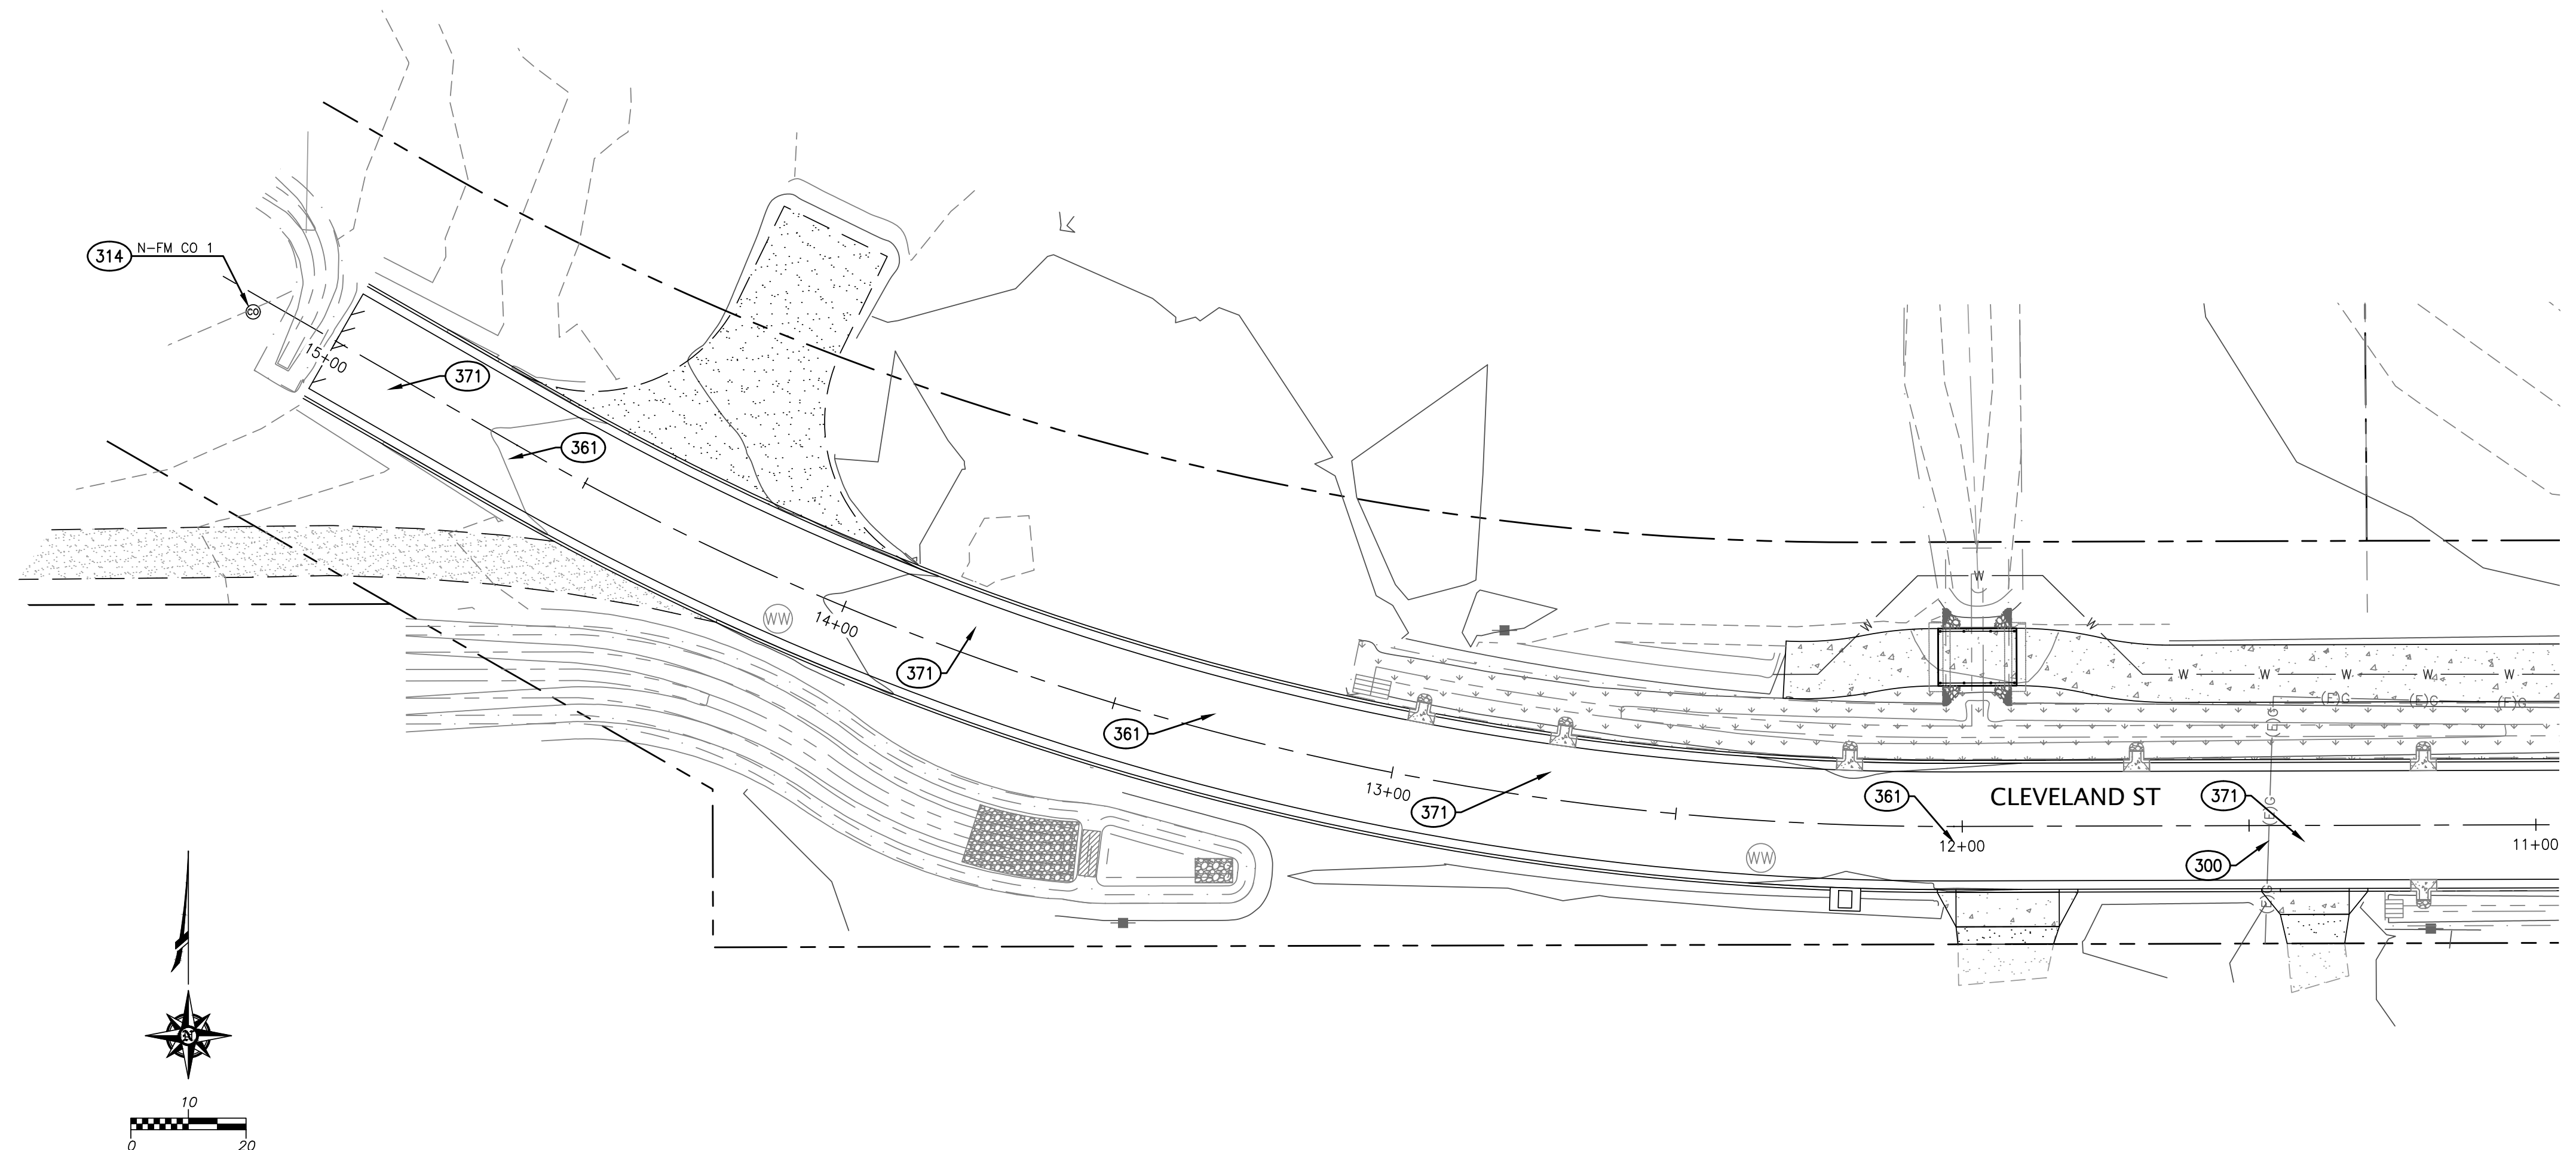 314
N-FM CO 1
CO
15+00
371
361
WW
14+00
371
361
13+00
371
WW
W
W
W
W
W
W
W
W
(E)G
(E)G
(E)G
(E)G
(E)G
(E)G
361
CLEVELAND ST
371
12+00
300
11+00
N
10
0
20